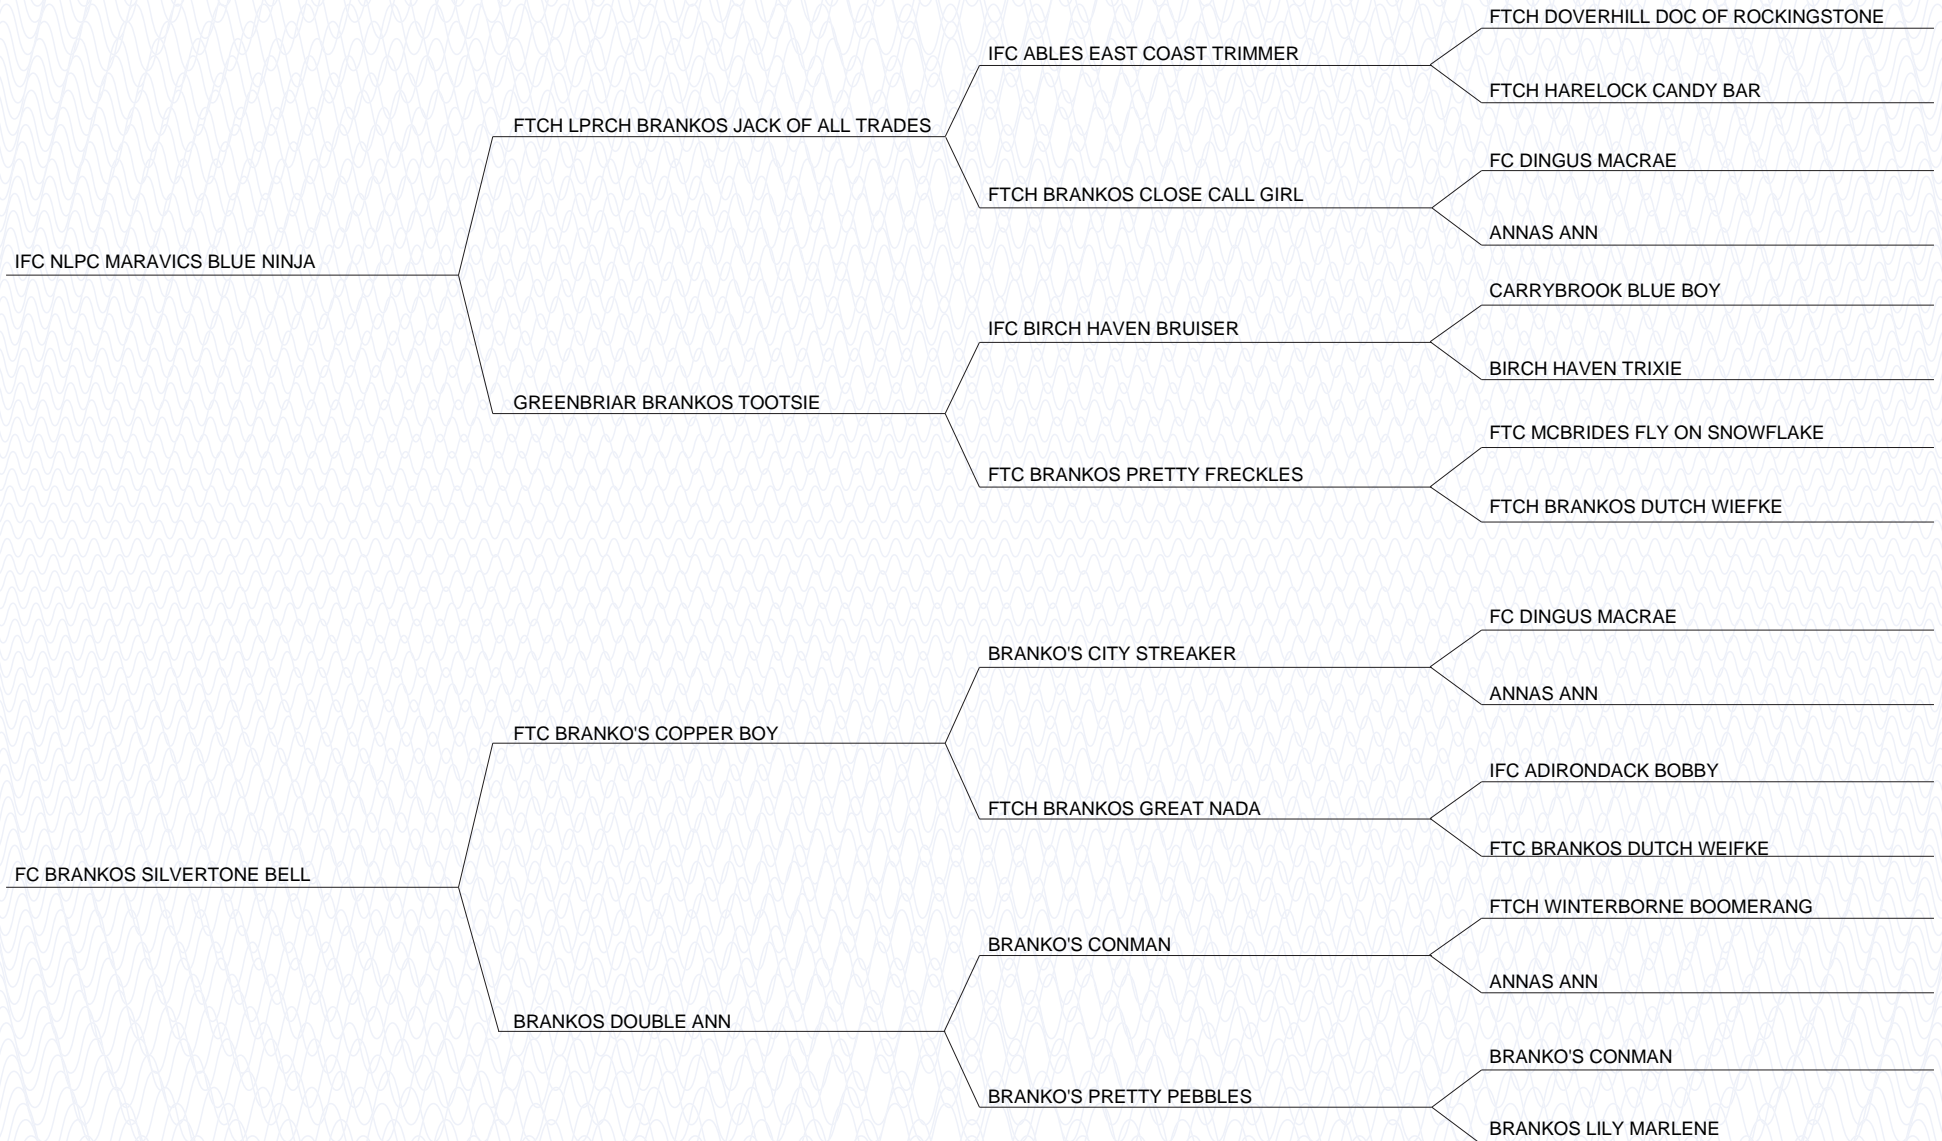 FTCH DOVERHILL DOC OF ROCKINGSTONE
IFC ABLES EAST COAST TRIMMER
FTCH HARELOCK CANDY BAR
FTCH LPRCH BRANKOS JACK OF ALL TRADES
FC DINGUS MACRAE
FTCH BRANKOS CLOSE CALL GIRL
ANNAS ANN
IFC NLPC MARAVICS BLUE NINJA
CARRYBROOK BLUE BOY
IFC BIRCH HAVEN BRUISER
BIRCH HAVEN TRIXIE
GREENBRIAR BRANKOS TOOTSIE
FTC MCBRIDES FLY ON SNOWFLAKE
FTC BRANKOS PRETTY FRECKLES
FTCH BRANKOS DUTCH WIEFKE
FC DINGUS MACRAE
BRANKO'S CITY STREAKER
ANNAS ANN
FTC BRANKO'S COPPER BOY
IFC ADIRONDACK BOBBY
FTCH BRANKOS GREAT NADA
FTC BRANKOS DUTCH WEIFKE
FC BRANKOS SILVERTONE BELL
FTCH WINTERBORNE BOOMERANG
BRANKO'S CONMAN
ANNAS ANN
BRANKOS DOUBLE ANN
BRANKO'S CONMAN
BRANKO'S PRETTY PEBBLES
BRANKOS LILY MARLENE